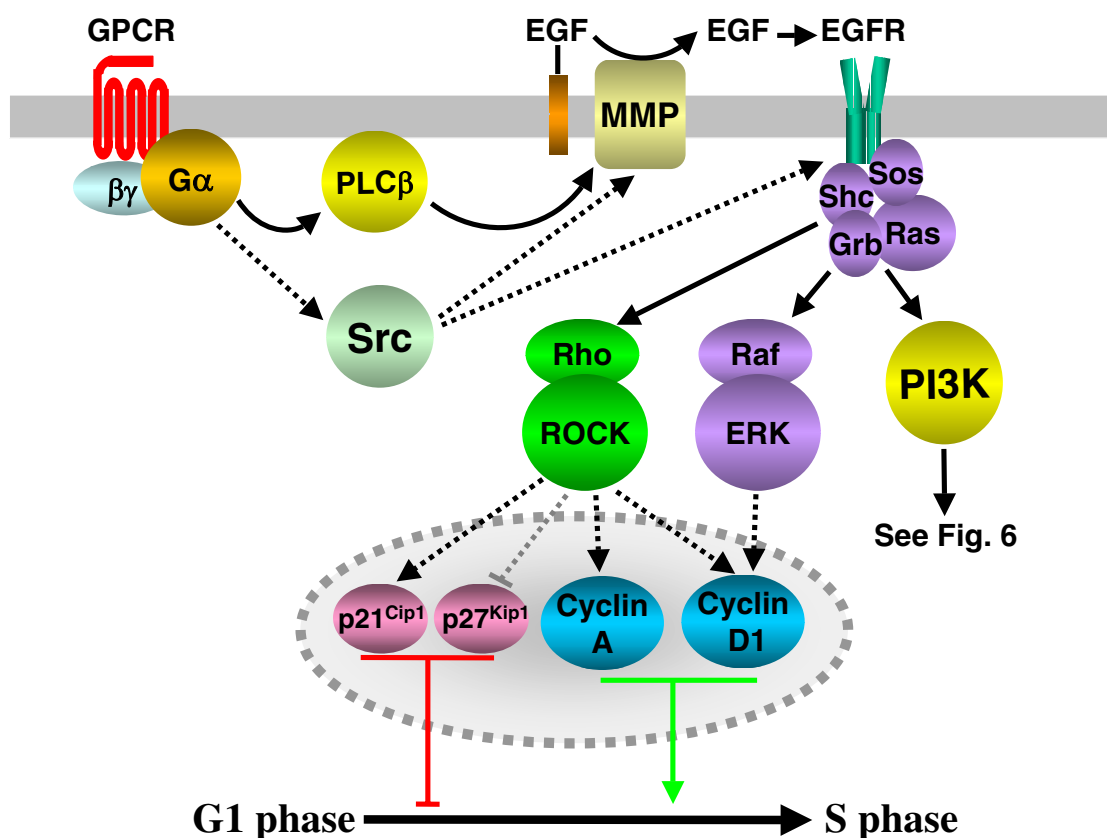 GPCR
EGF
EGF
EGFR
MMP
βγ
Gα
PLCβ
Sos
Shc
Grb
Ras
Src
Rho
ROCK
Raf
ERK
PI3K
See Fig. 6
p21Cip1
p27Kip1
Cyclin
A
Cyclin
D1
G1 phase
S phase